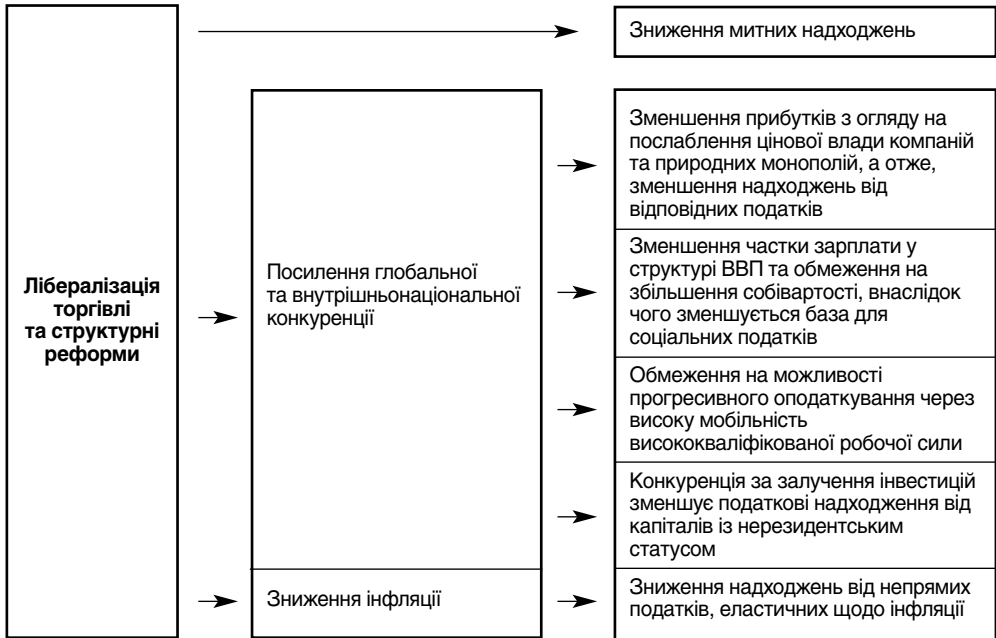 Зниження митних надходжень
Лібералізація
торгівлі
та структурні
реформи
Посилення глобальної
та внутрішньонаціональної
конкуренції
Зменшення прибутків з огляду на
послаблення цінової влади компаній
та природних монополій, а отже,
зменшення надходжень від
відповідних податків
Зменшення частки зарплати у
структурі ВВП та обмеження на
збільшення собівартості, внаслідок
чого зменшується база для
соціальних податків
Обмеження на можливості
прогресивного оподаткування через
високу мобільність
висококваліфікованої робочої сили
Конкуренція за залучення інвестицій
зменшує податкові надходження від
капіталів із нерезидентським
статусом
Зниження інфляції
Зниження надходжень від непрямих
податків, еластичних щодо інфляції